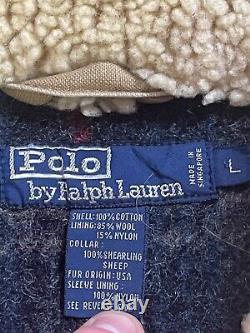 Polo
by Ralph Lauren
MADE IN
SINGAPORE
L
SHELL:100%COTTON
LINING:85% WOOL
15% NYLON
COLLAR:
100%SHEARLING
SHEEP
FUR ORIGIN:USA
SLEEVE LINING:
100% NYLON
SEE REVER